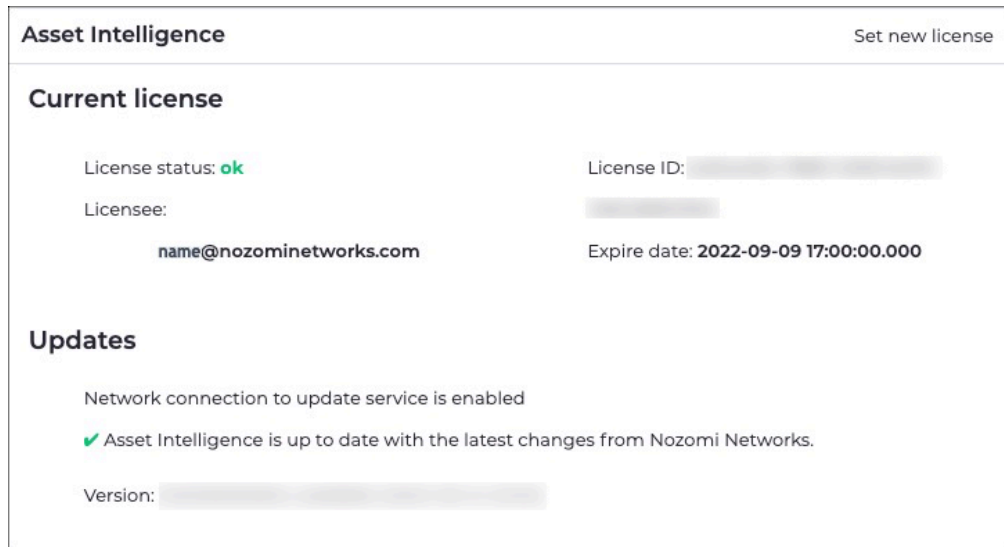 Asset Intelligence
Set new license
Current license
License status: ok
License ID:
Licensee:
name@nozominetworks.com
Expire date: 2022-09-09 17:00:00.000
Updates
Network connection to update service is enabled
✔ Asset Intelligence is up to date with the latest changes from Nozomi Networks.
Version: